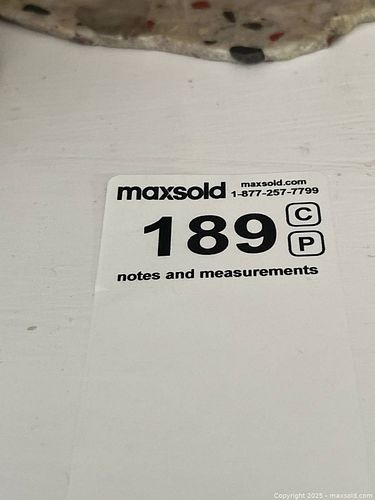 maxsold maxsold.com
1-877-257-7799
189 C
P
notes and measurements
Copyright 2025 - maxsold.com